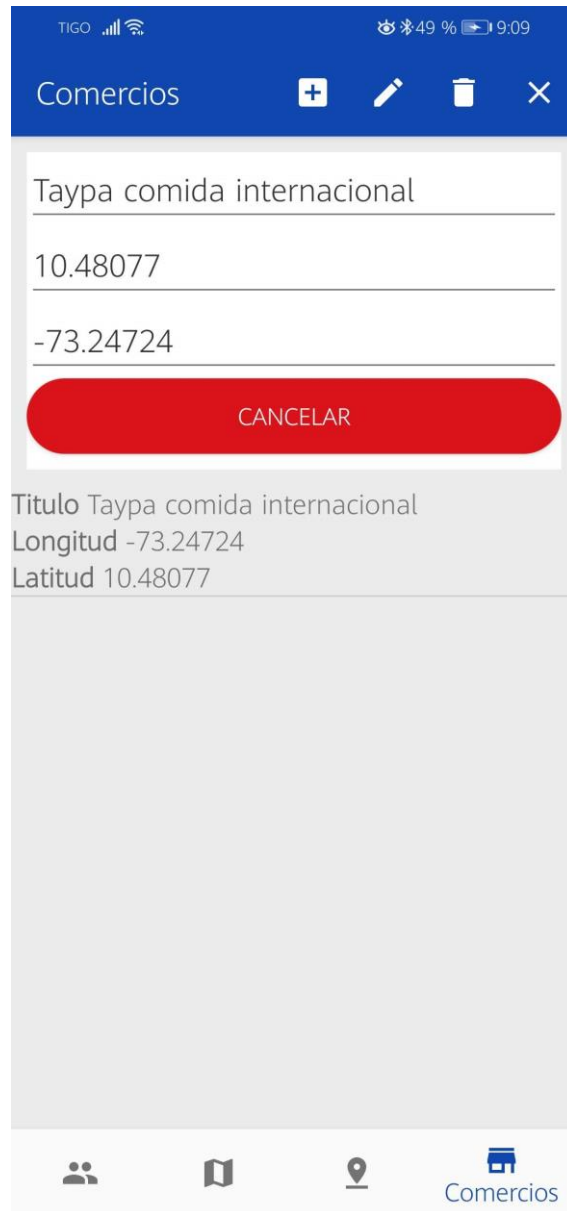 TIGO 49 % 9:09
Comercios
Taypa comida internacional
10.48077
-73.24724
CANCELAR
Titulo Taypa comida internacional
Longitud -73.24724
Latitud 10.48077
Comercios